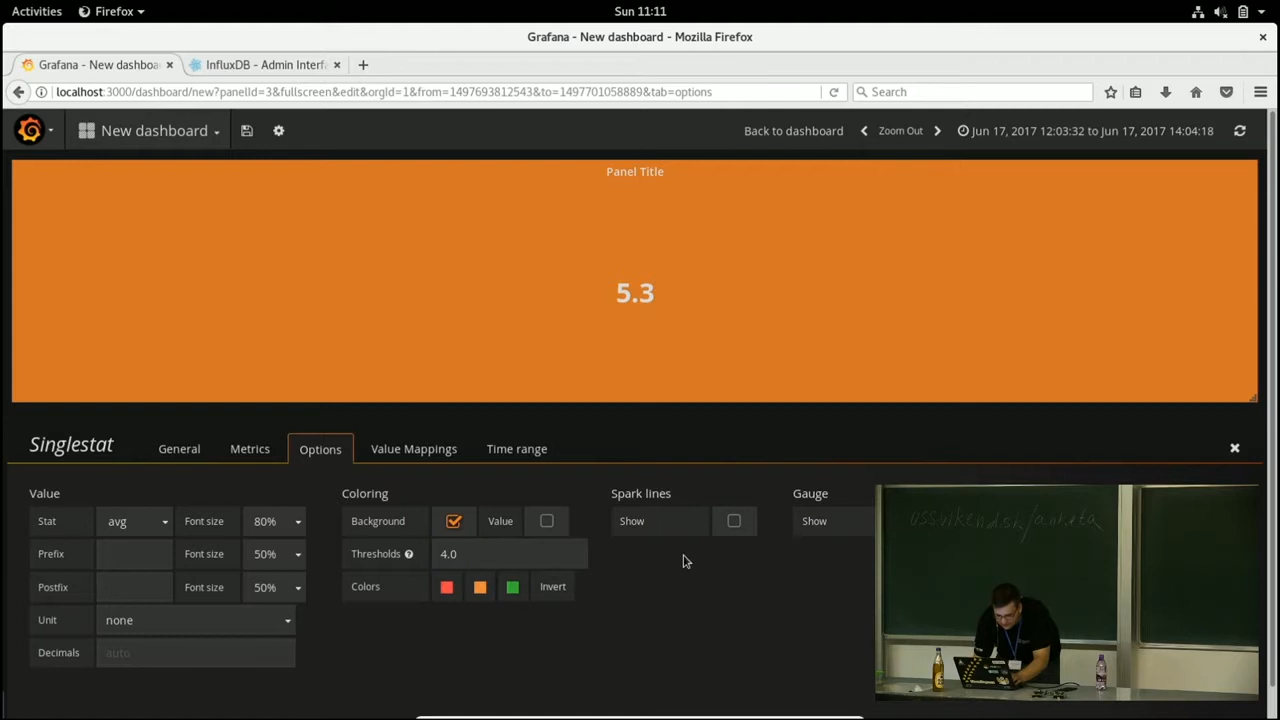 Activities Firefox Sun 11:11
Grafana - New dashboard - Mozilla Firefox
Grafana - New dashboa InfluxDB - Admin Interf
localhost:3000/dashboard/new?panelId=3&fullscreen&edit&orgId=1&from=1497693812543&to=1497701058889&tab=options Search
New dashboard Back to dashboard Zoom Out Jun 17, 2017 12:03:32 to Jun 17, 2017 14:04:18
Panel Title
5.3
Singlestat General Metrics Options Value Mappings Time range
Value Coloring Spark lines Gauge
Stat avg Font size 80% Background Value Show Show
Prefix Font size 50% Thresholds 4.0
Postfix Font size 50% Colors Invert
Unit none
Decimals auto
ossvikend.sk/anketa